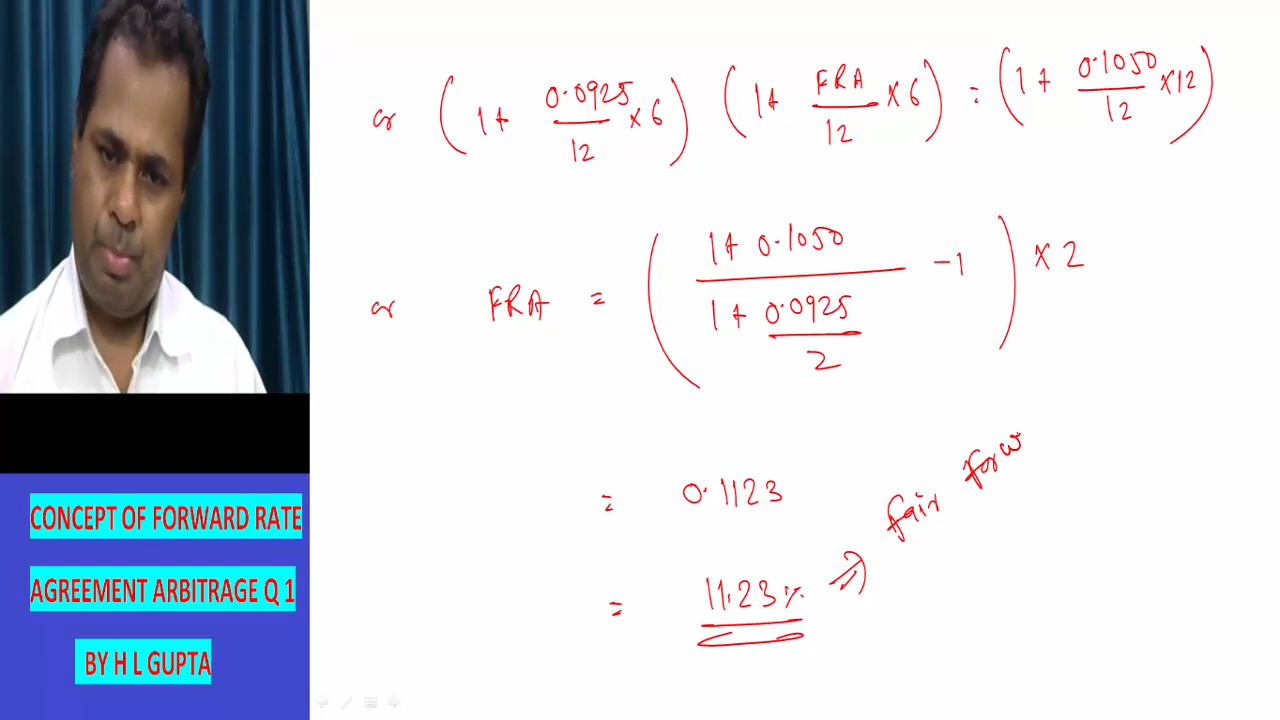 or (1 + 0.0925/12 × 6) (1 + FRA/12 × 6) = (1 + 0.1050/12 × 12)
or FRA = ((1 + 0.1050)/(1 + 0.0925/2) - 1) × 2
= 0.1123
= 11.23% ⇒ fair forw
CONCEPT OF FORWARD RATE
AGREEMENT ARBITRAGE Q 1
BY H L GUPTA